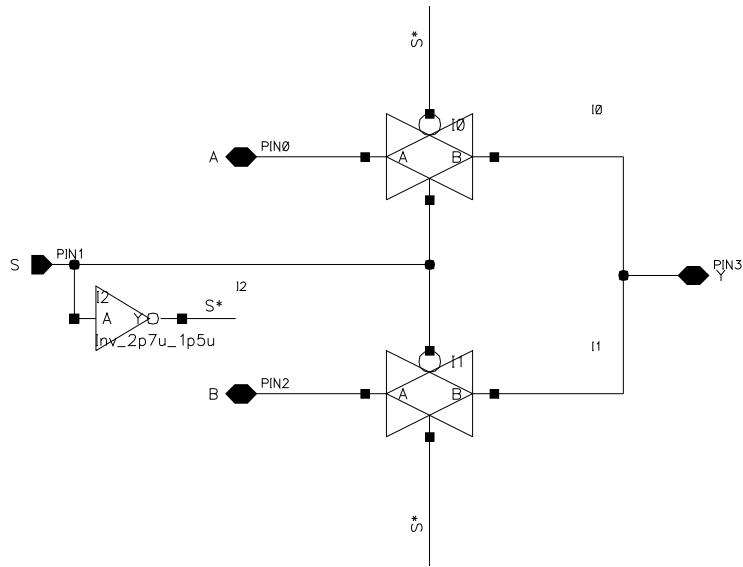 S*
I0
I0
A PIN0
A B
S PIN1
PIN3
Y
I2
I2
S*
A Y
Inv_2p7u_1p5u
I1
I1
B PIN2
A B
S*